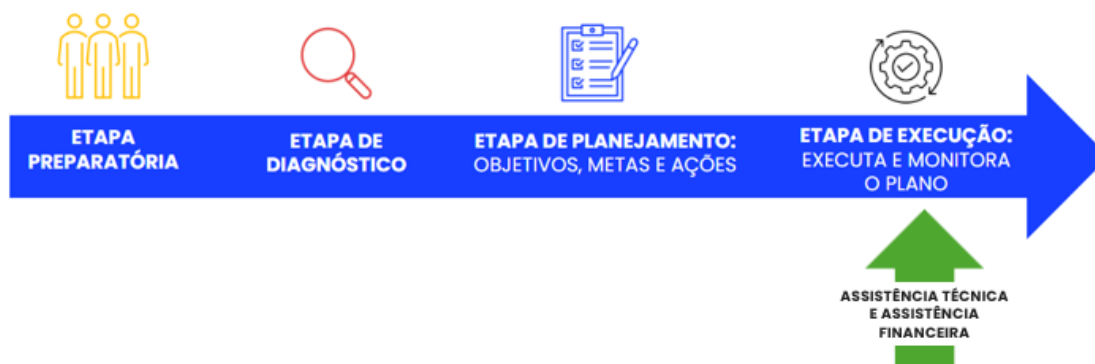 ETAPA
PREPARATÓRIA
ETAPA DE
DIAGNÓSTICO
ETAPA DE PLANEJAMENTO:
OBJETIVOS, METAS E AÇÕES
ETAPA DE EXECUÇÃO:
EXECUTA E MONITORA
O PLANO
ASSISTÊNCIA TÉCNICA
E ASSISTÊNCIA
FINANCEIRA